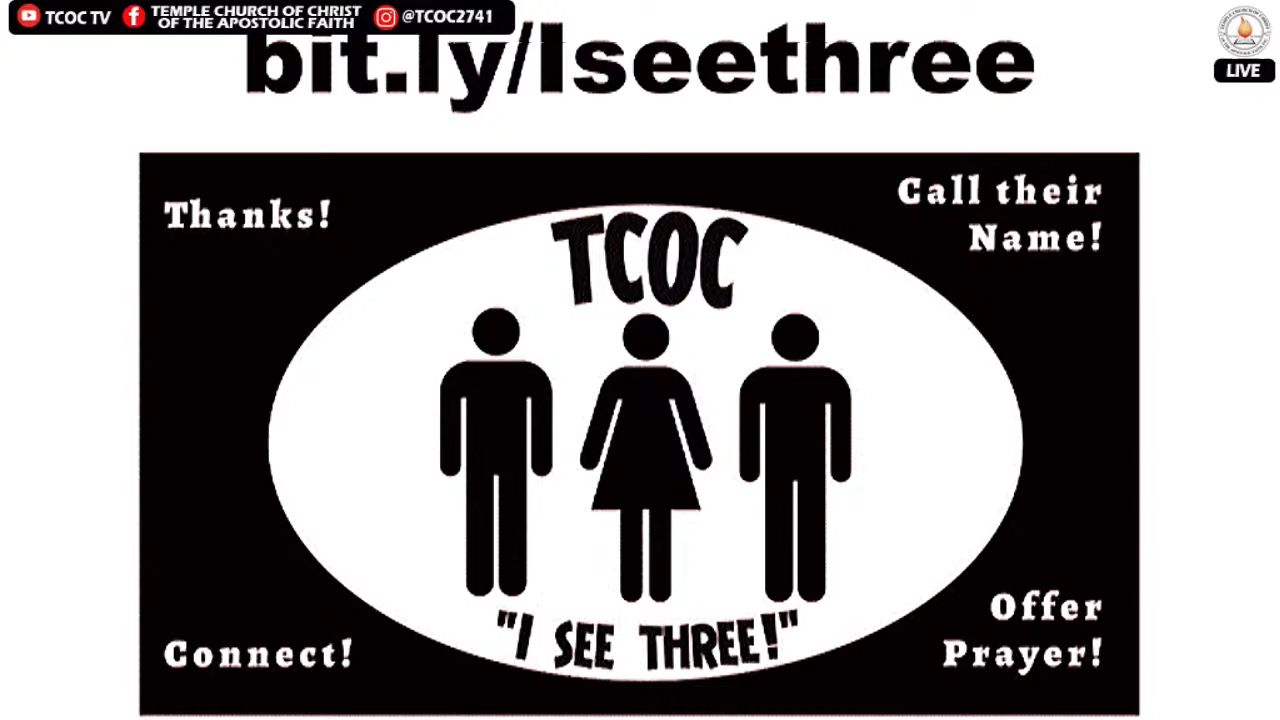 TCOC TV
TEMPLE CHURCH OF CHRIST
OF THE APOSTOLIC FAITH
@TCOC2741
LIVE
bit.ly/Iseethree
Thanks!
Call their
Name!
TCOC
"I SEE THREE!"
Connect!
Offer
Prayer!